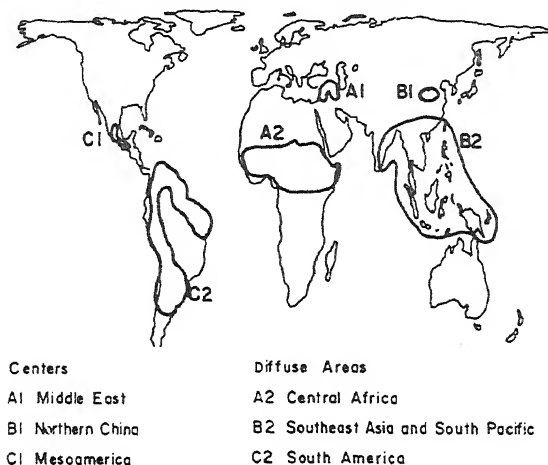 A1
B1
C1
A2
B2
C2
Centers Diffuse Areas
A1 Middle East A2 Central Africa
B1 Northern China B2 Southeast Asia and South Pacific
C1 Mesoamerica C2 South America